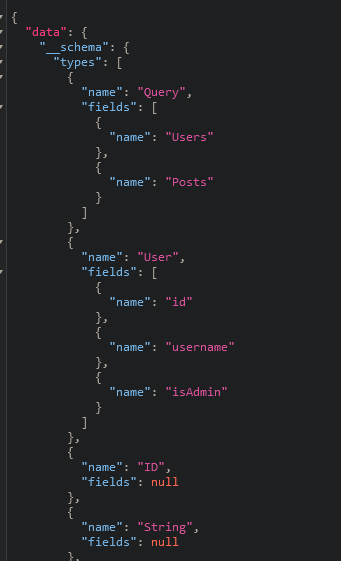 {
"data": {
"__schema": {
"types": [
{
"name": "Query",
"fields": [
{
"name": "Users"
},
{
"name": "Posts"
}
]
},
{
"name": "User",
"fields": [
{
"name": "id"
},
{
"name": "username"
},
{
"name": "isAdmin"
}
]
},
{
"name": "ID",
"fields": null
},
{
"name": "String",
"fields": null
},